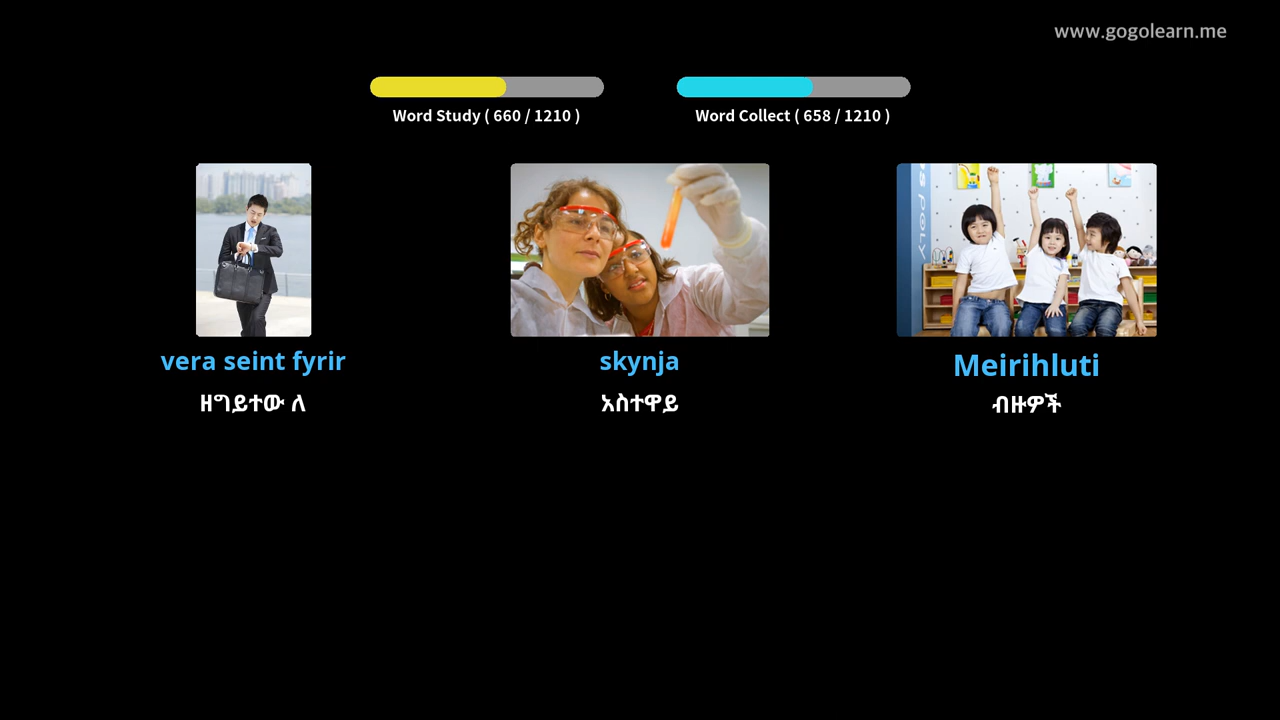 www.gogolearn.me
Word Study ( 660 / 1210 )
Word Collect ( 658 / 1210 )
vera seint fyrir
skynja
Meirihluti
ዘግይተው ለ
አስተዋይ
ብዙዎች